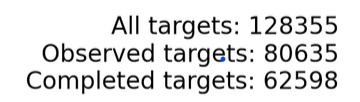 All targets: 128355
Observed targets: 80635
Completed targets: 62598